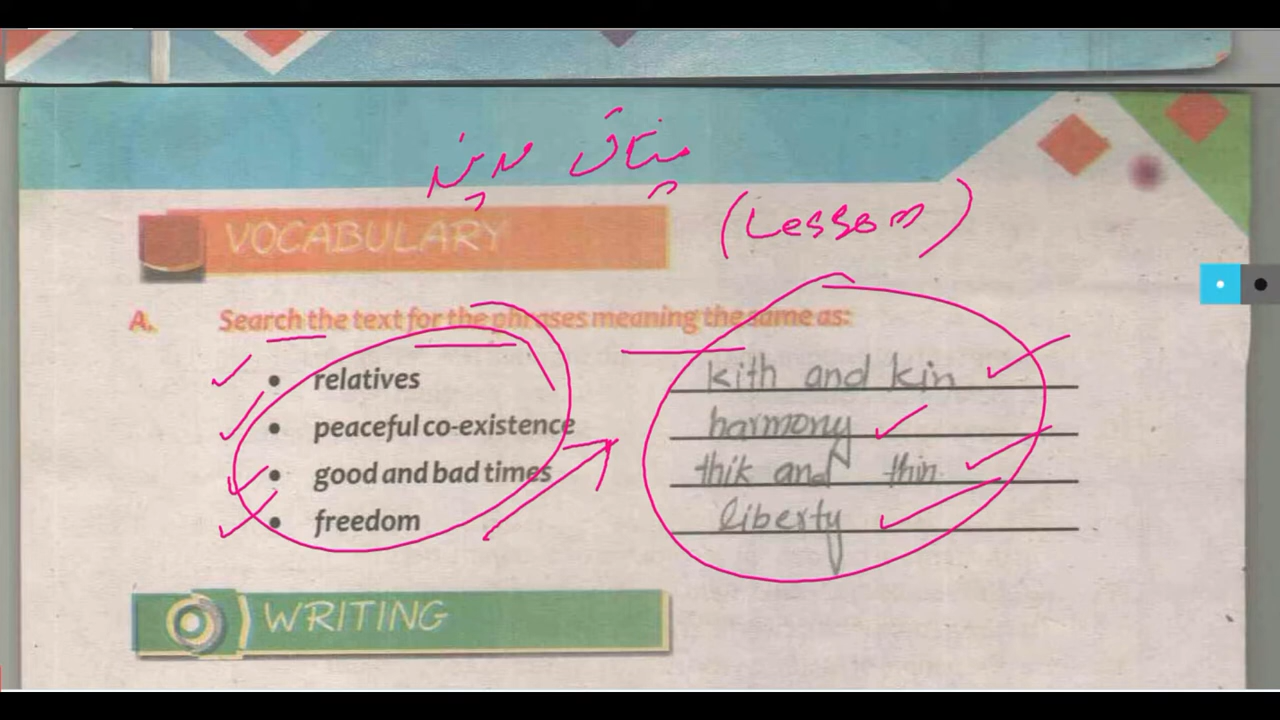 میثاق مدینہ
(Lesson)
VOCABULARY
A. Search the text for the phrases meaning the same as:
• relatives kith and kin
• peaceful co-existence harmony
• good and bad times thik and thin
• freedom liberty
WRITING